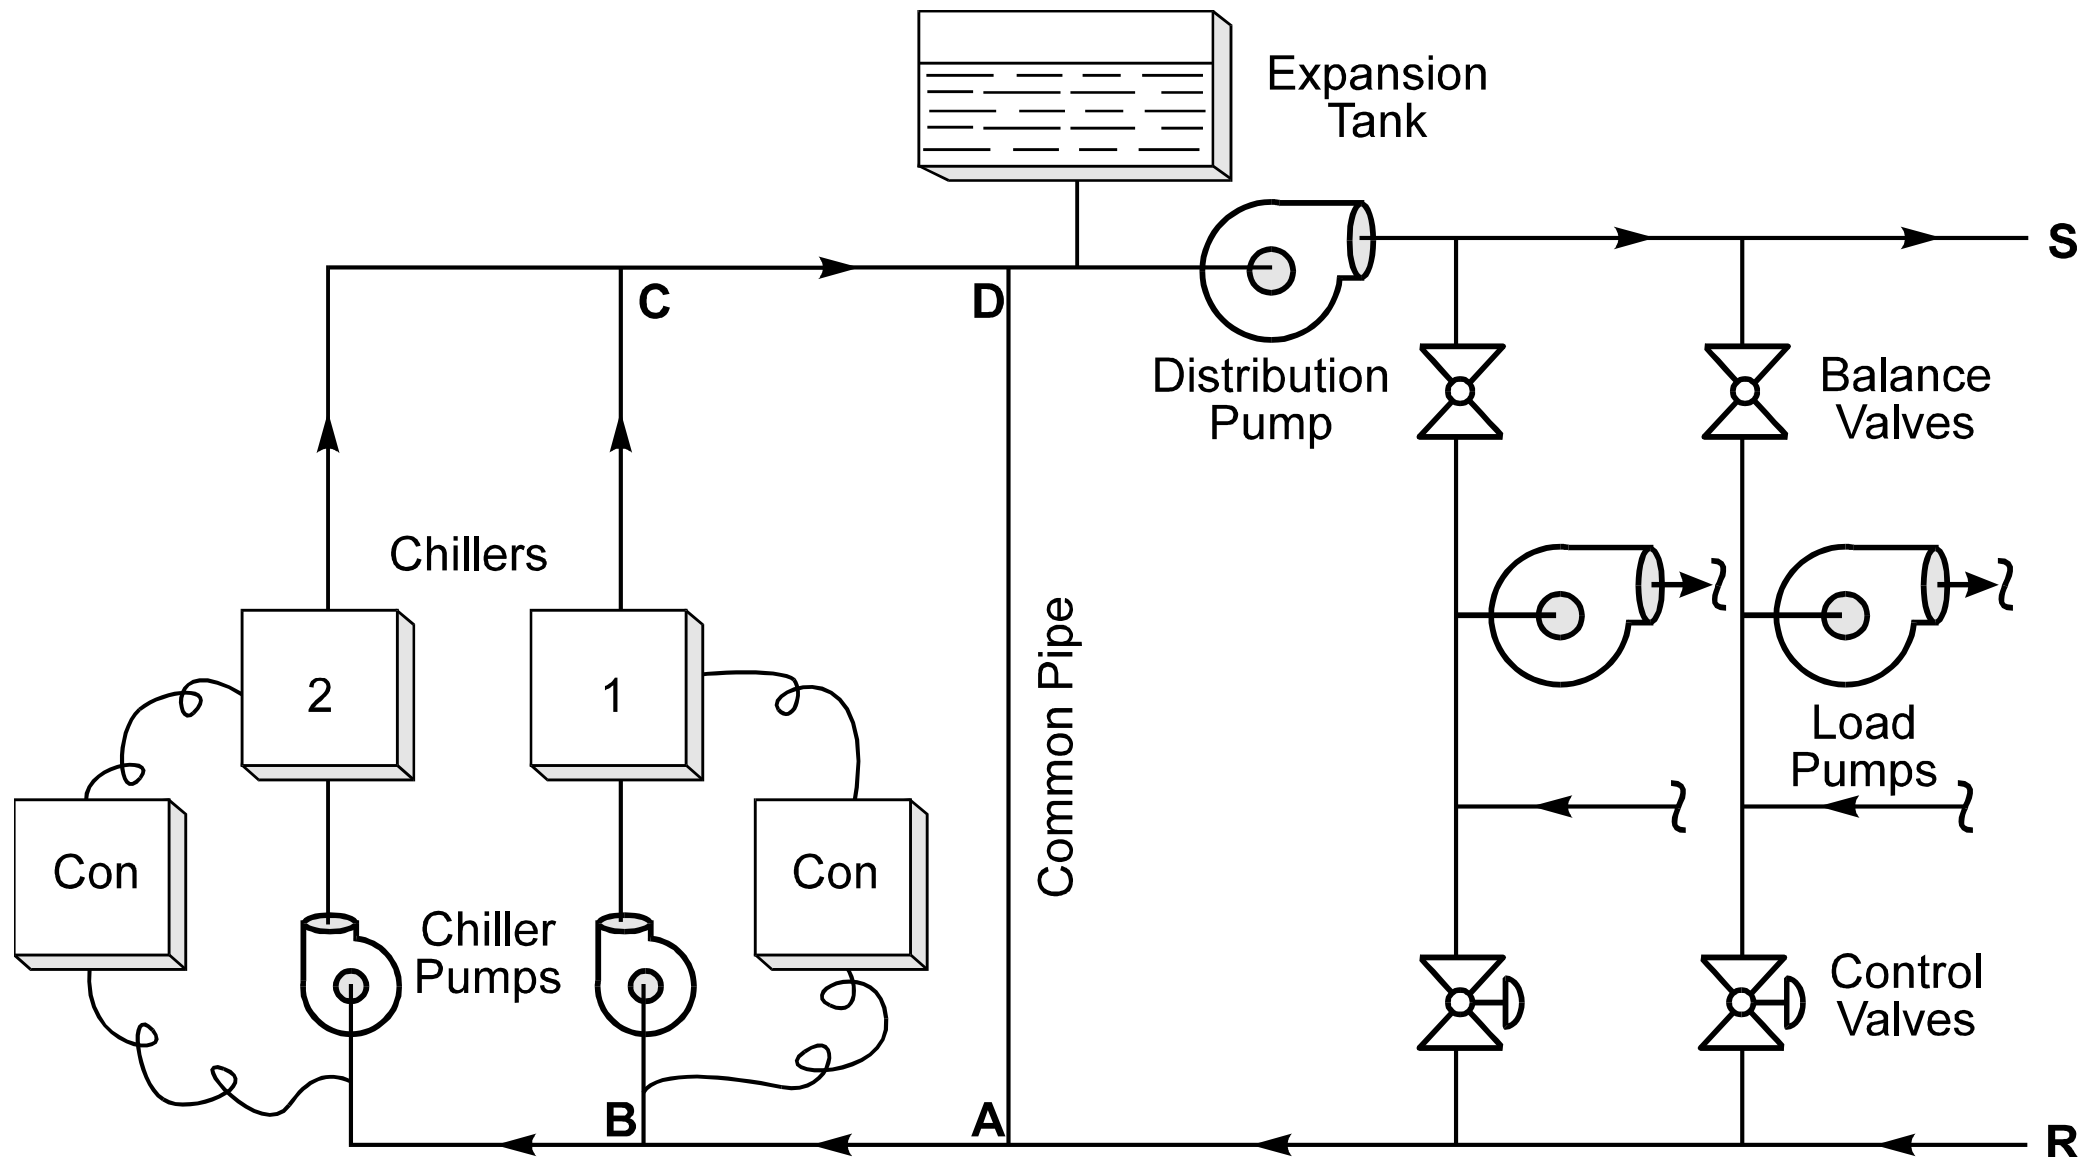 Expansion
Tank
S
C
D
Distribution
Pump
Balance
Valves
Chillers
2
1
Common Pipe
Load
Pumps
Con
Con
Chiller
Pumps
Control
Valves
B
A
R